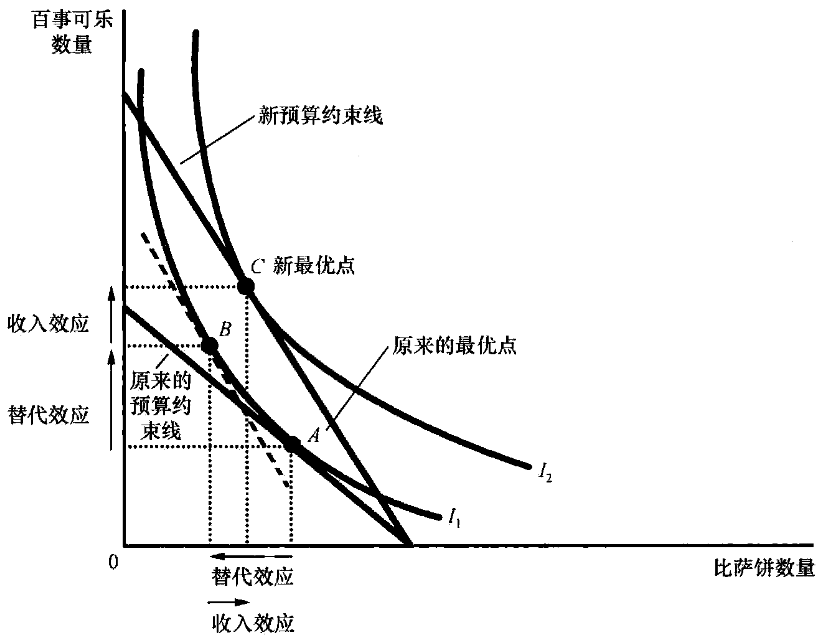 百事可乐
数量
新预算约束线
C 新最优点
收入效应
B
原来的最优点
原来的
预算约
束线
替代效应
A
I₂
I₁
0
替代效应
比萨饼数量
收入效应